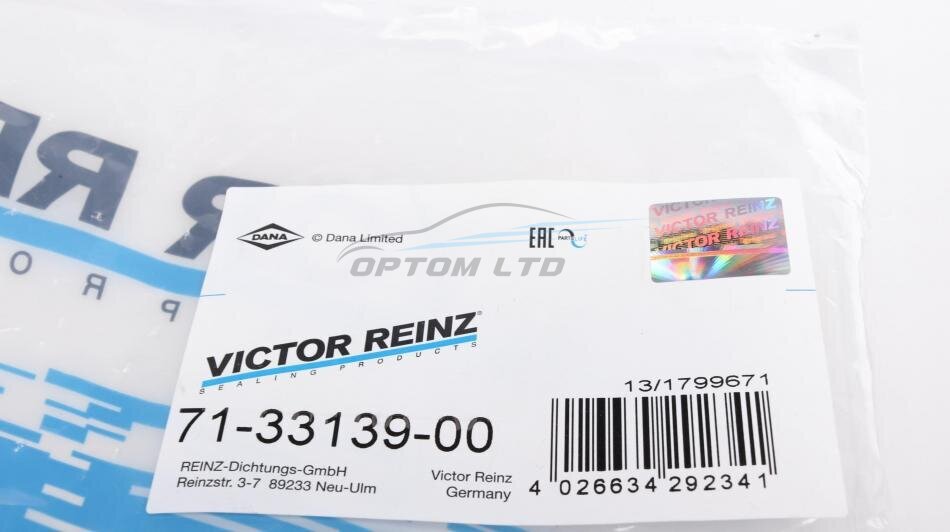 DANA
© Dana Limited
EAC PARTSLIFE
VICTOR REINZ
VICTOR REINZ
OPTOM LTD
VICTOR REINZ®
SEALING PRODUCTS
13/1799671
71-33139-00
REINZ-Dichtungs-GmbH
Reinzstr. 3-7 89233 Neu-Ulm
Victor Reinz
Germany
4 026634 292341